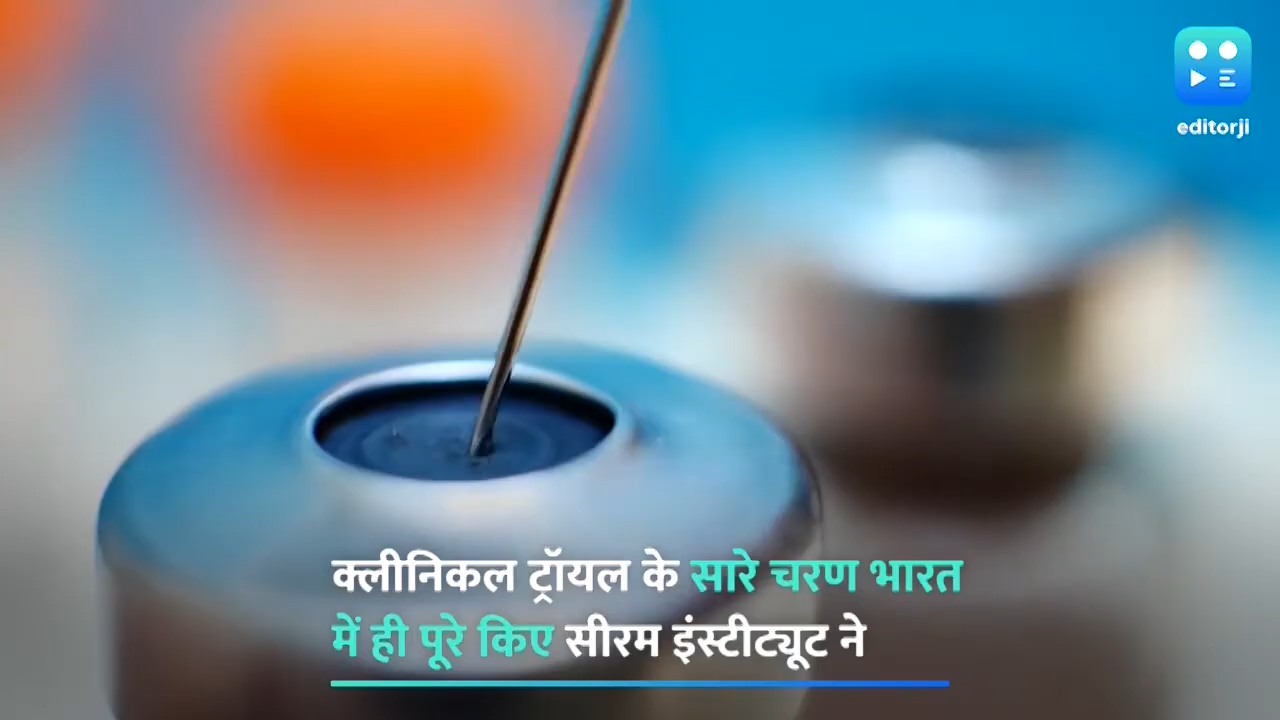 editorji
क्लीनिकल ट्रॉयल के सारे चरण भारत
में ही पूरे किए सीरम इंस्टीट्यूट ने